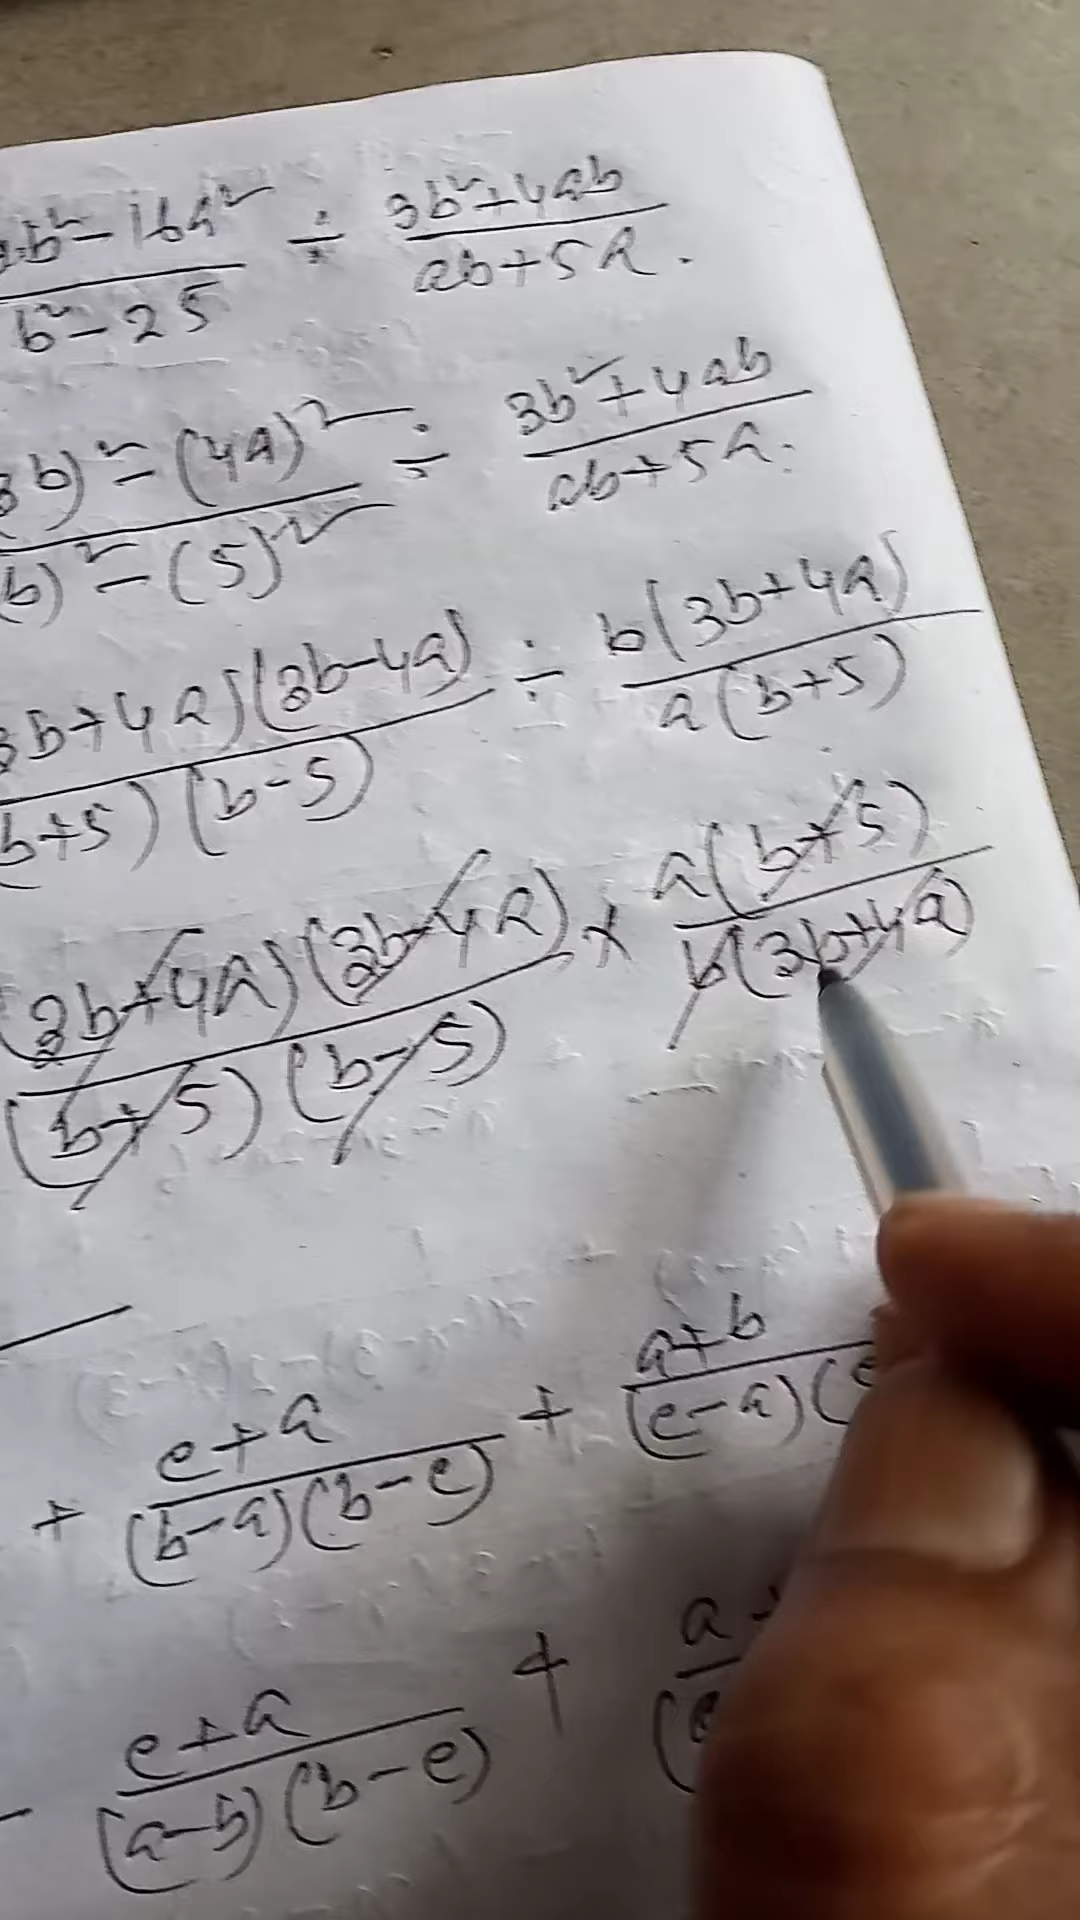 b² - 16a² / b² - 25 ÷ 3b² + 4ab / ab + 5a.
3b)² - (4a)² / b)² - (5)² ÷ 3b² + 4ab / ab + 5a.
3b + 4a)(3b - 4a) / b + 5)(b - 5) ÷ b(3b + 4a) / a(b + 5)
(3b + 4a)(3b - 4a) / (b + 5)(b - 5) × a(b + 5) / b(3b + 4a)
+ c + a / (b - a)(b - c) + a + b / (c - a)(c
- c + a / (a - b)(b - c) + a + / (c